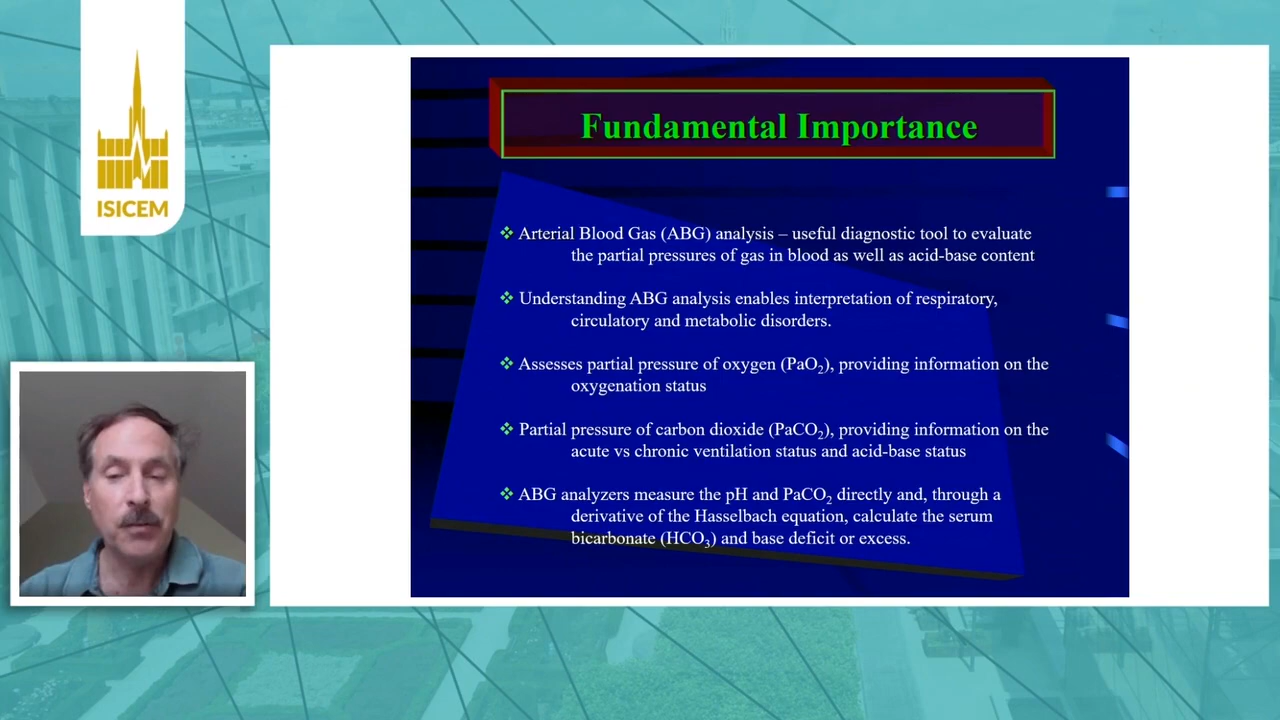 ISICEM
Fundamental Importance
❖ Arterial Blood Gas (ABG) analysis – useful diagnostic tool to evaluate
the partial pressures of gas in blood as well as acid-base content
❖ Understanding ABG analysis enables interpretation of respiratory,
circulatory and metabolic disorders.
❖ Assesses partial pressure of oxygen (PaO₂), providing information on the
oxygenation status
❖ Partial pressure of carbon dioxide (PaCO₂), providing information on the
acute vs chronic ventilation status and acid-base status
❖ ABG analyzers measure the pH and PaCO₂ directly and, through a
derivative of the Hasselbach equation, calculate the serum
bicarbonate (HCO₃) and base deficit or excess.